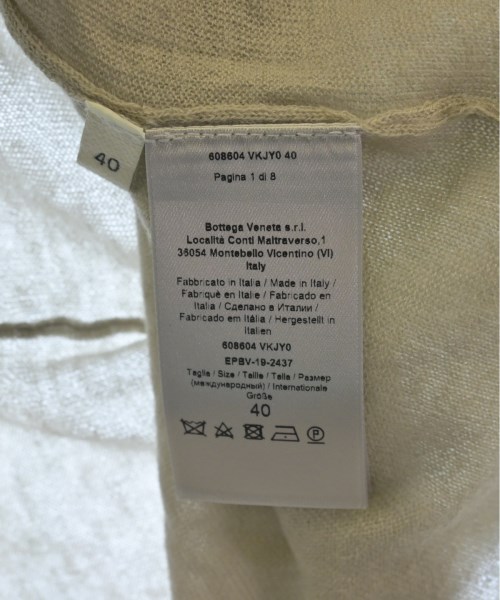 40
608604 VKJY0 40
Pagina 1 di 8
Bottega Veneta s.r.l.
Località Conti Maltraverso,1
36054 Montebello Vicentino (VI)
Italy
Fabbricato in Italia / Made in Italy /
Fabriqué en Italie / Fabricado en
Italia / Сделано в Италии /
Fabricado em Itália / Hergestellt in
Italien
608604 VKJY0
EPBV-19-2437
Taglia / Size / Taille / Talla / Размер
(международный) / Internationale
Größe
40
P